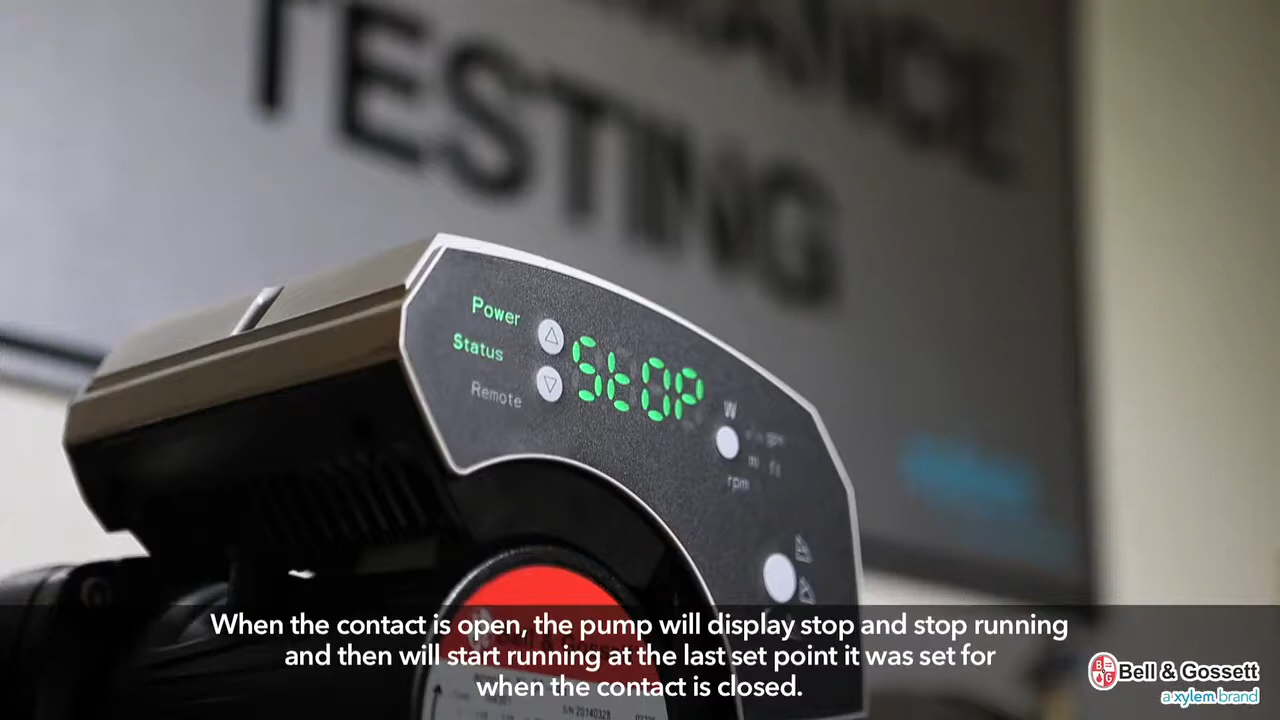 TESTING
Power
Status
Remote
StOP
W
rpm
m ft
When the contact is open, the pump will display stop and stop running
and then will start running at the last set point it was set for
when the contact is closed.
S/N 20140328
Bell & Gossett
a xylem brand